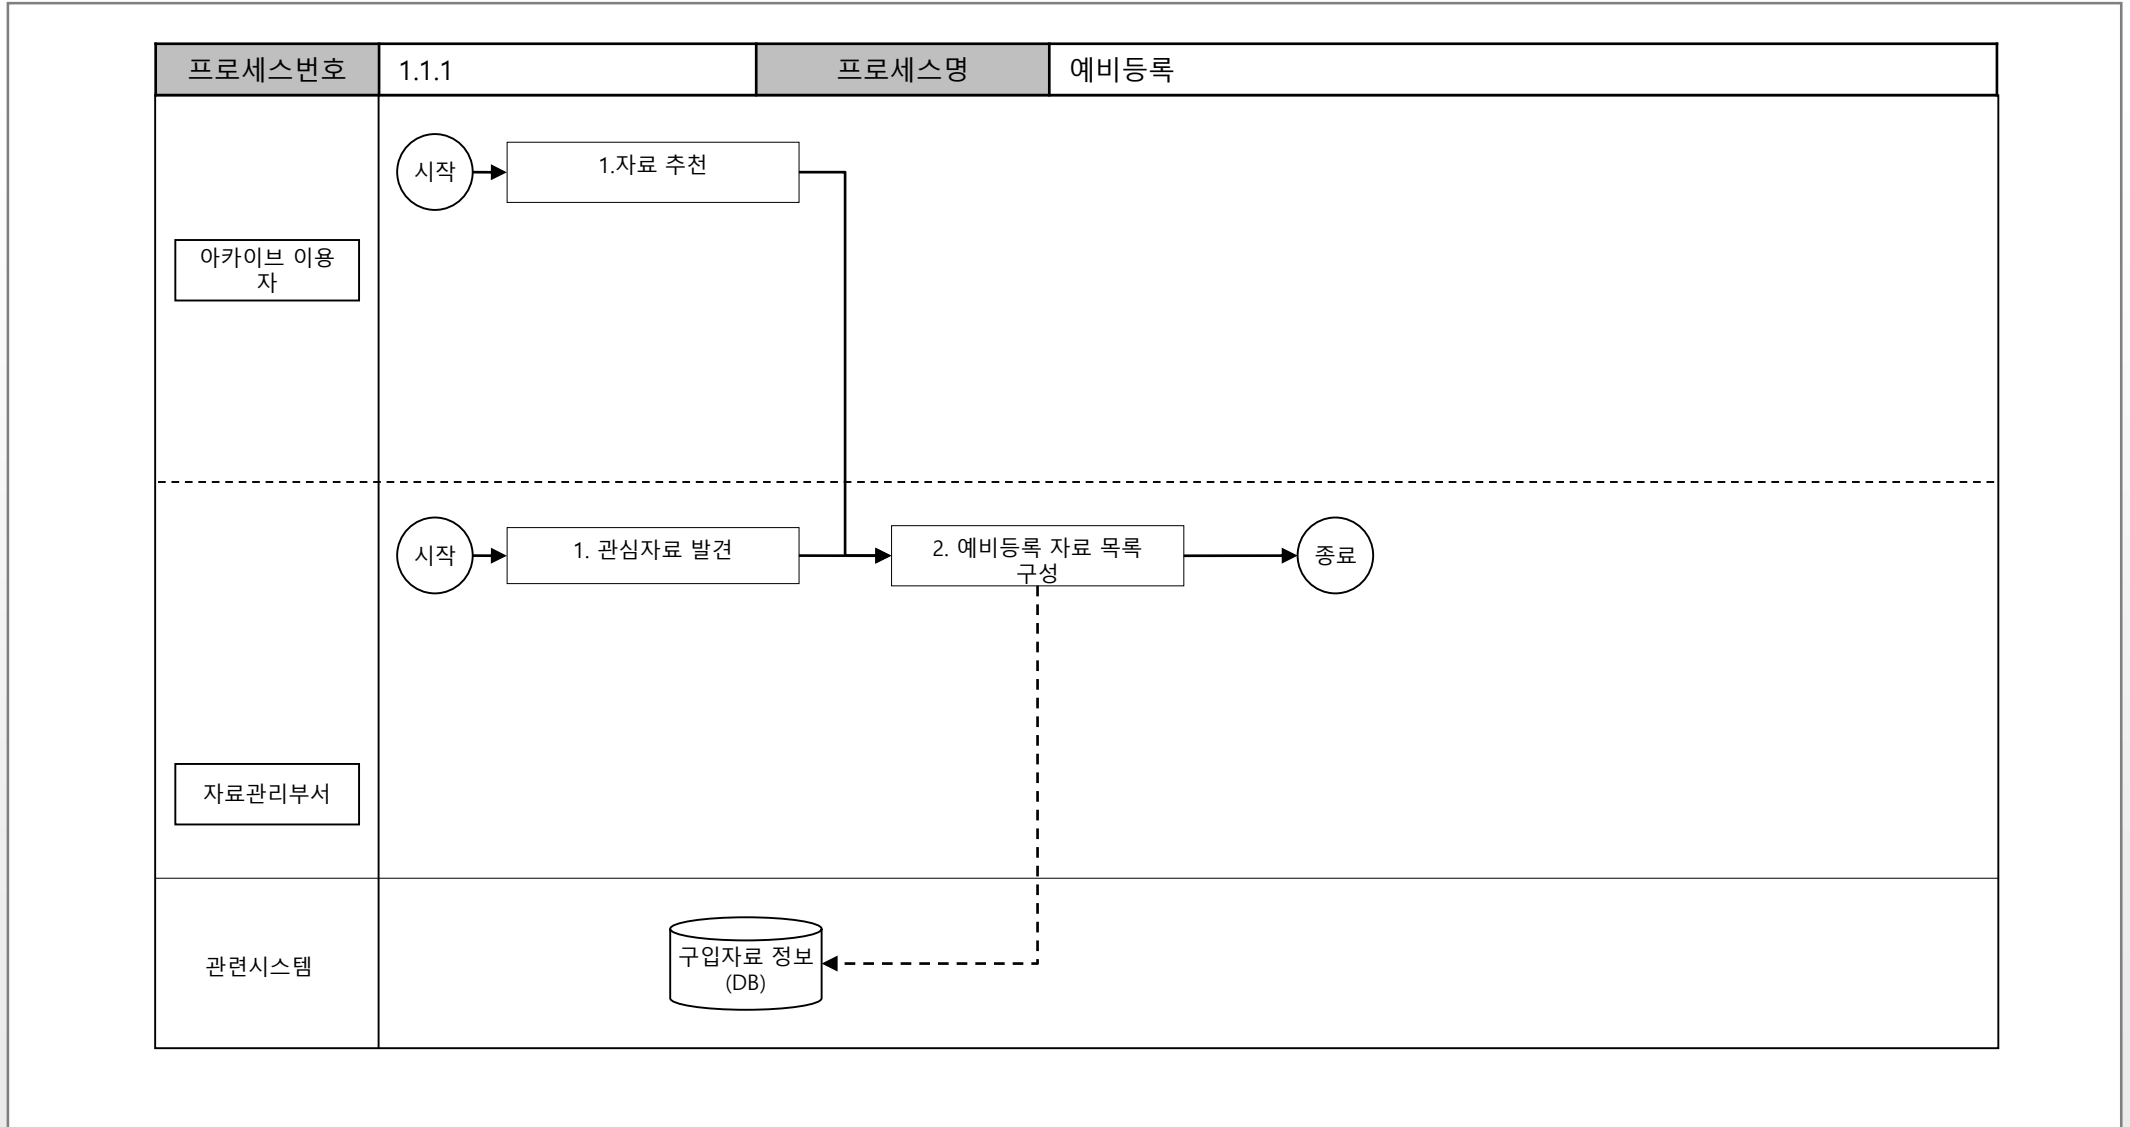 프로세스번호 1.1.1 프로세스명 예비등록
시작 1.자료 추천
아카이브 이용
자
시작 1. 관심자료 발견 2. 예비등록 자료 목록
구성
종료
자료관리부서
관련시스템
구입자료 정보
(DB)